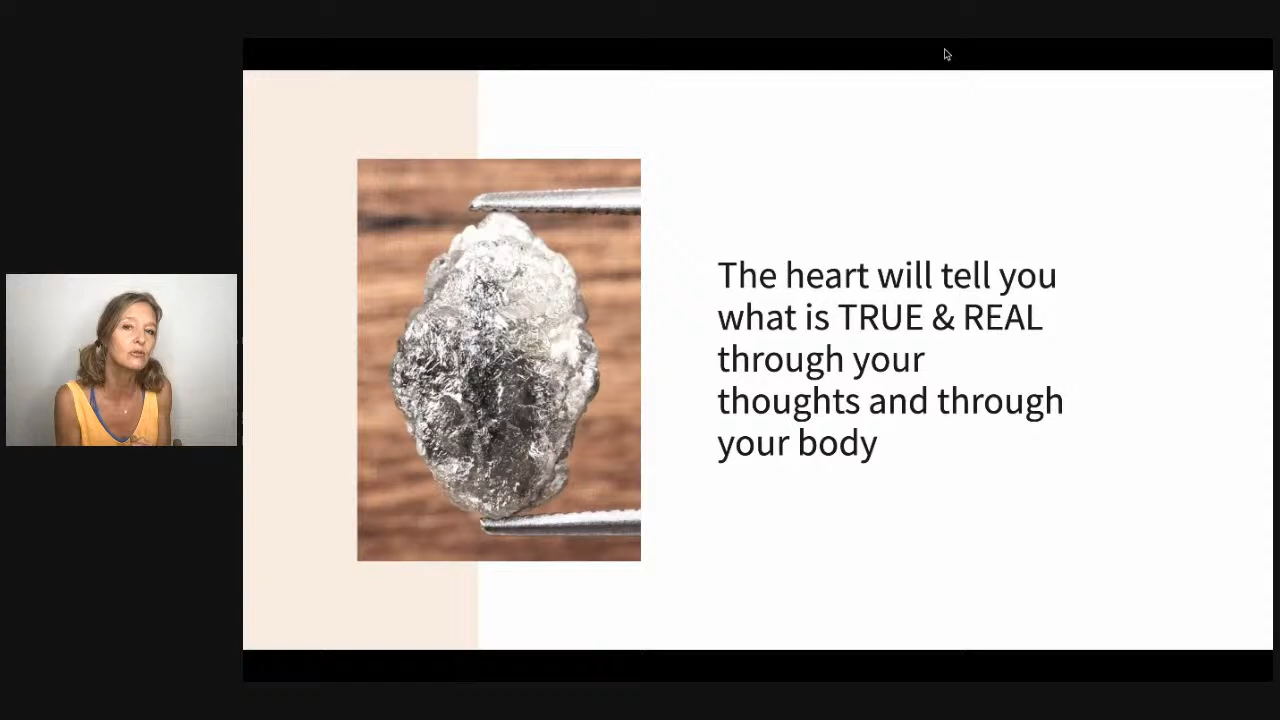 The heart will tell you
what is TRUE & REAL
through your
thoughts and through
your body